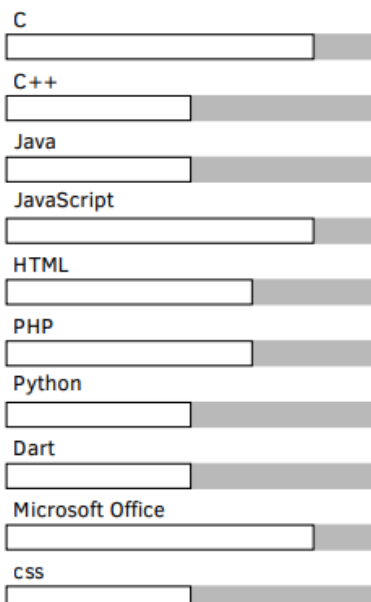 C
C++
Java
JavaScript
HTML
PHP
Python
Dart
Microsoft Office
css